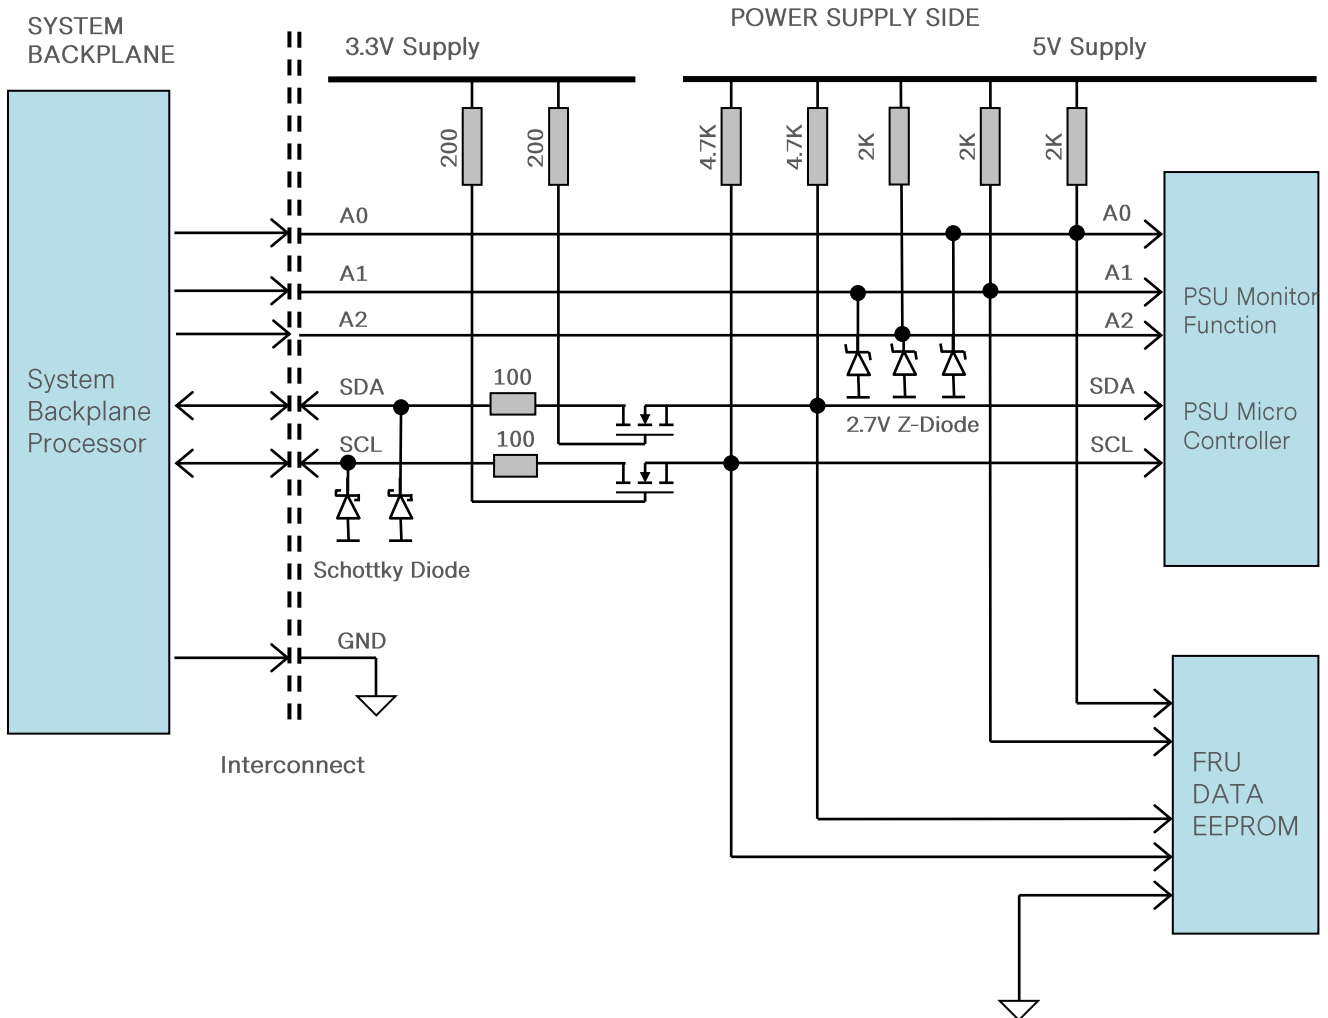 SYSTEM
BACKPLANE
POWER SUPPLY SIDE
3.3V Supply
5V Supply
200
200
4.7K
4.7K
2K
2K
2K
A0
A0
A1
A1
A2
A2
PSU Monitor
Function
System
Backplane
Processor
SDA
100
SDA
PSU Micro
Controller
2.7V Z-Diode
SCL
100
SCL
Schottky Diode
GND
Interconnect
FRU
DATA
EEPROM